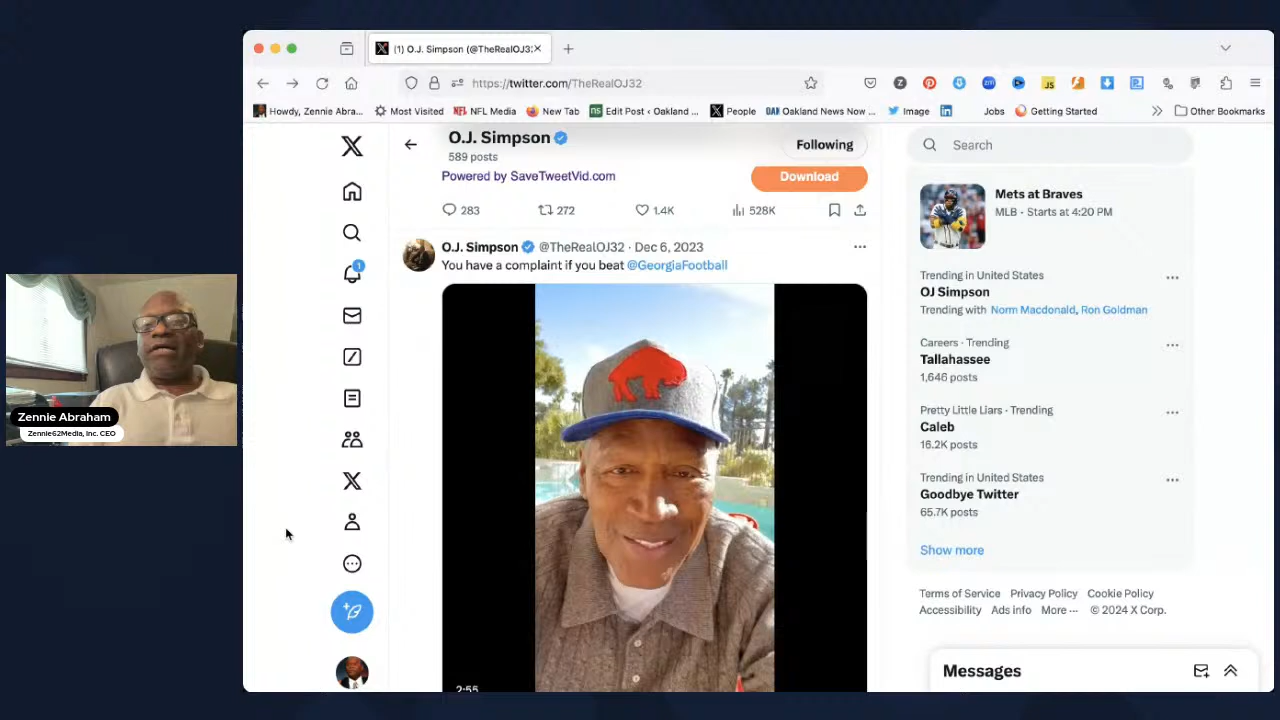 (1) O.J. Simpson (@TheRealOJ3:
https://twitter.com/TheRealOJ32
JS
Howdy, Zennie Abra...
Most Visited
NFL NFL Media
New Tab
ns Edit Post ‹ Oakland ...
People
OAK Oakland News Now ...
Image
in
Jobs
Getting Started
Other Bookmarks
O.J. Simpson
589 posts
Following
Powered by SaveTweetVid.com
Download
283
272
1.4K
528K
O.J. Simpson @TheRealOJ32 · Dec 6, 2023
You have a complaint if you beat @GeorgiaFootball
2:55
1
Search
Mets at Braves
MLB · Starts at 4:20 PM
Trending in United States
OJ Simpson
Trending with Norm Macdonald, Ron Goldman
Careers · Trending
Tallahassee
1,646 posts
Pretty Little Liars · Trending
Caleb
16.2K posts
Trending in United States
Goodbye Twitter
65.7K posts
Show more
Terms of Service Privacy Policy Cookie Policy
Accessibility Ads info More ··· © 2024 X Corp.
Messages
Zennie Abraham
Zennie62Media, Inc. CEO